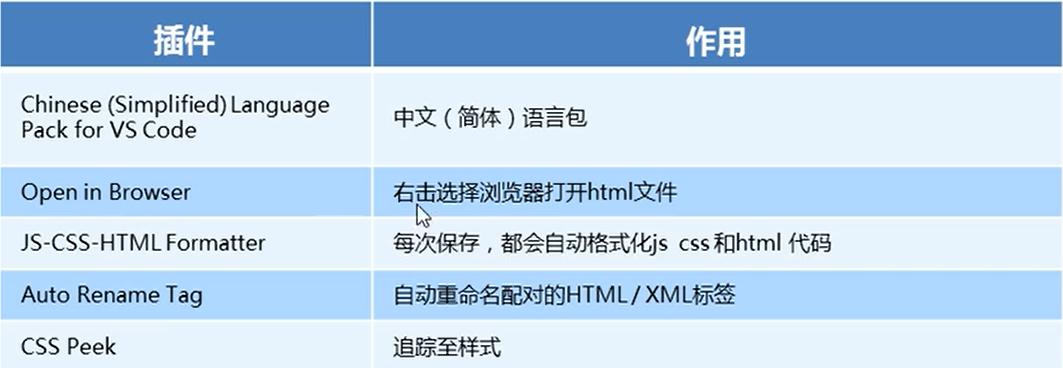 插件
作用
Chinese (Simplified) Language
Pack for VS Code
中文（简体）语言包
Open in Browser
右击选择浏览器打开html文件
JS-CSS-HTML Formatter
每次保存，都会自动格式化js css和html 代码
Auto Rename Tag
自动重命名配对的HTML / XML标签
CSS Peek
追踪至样式